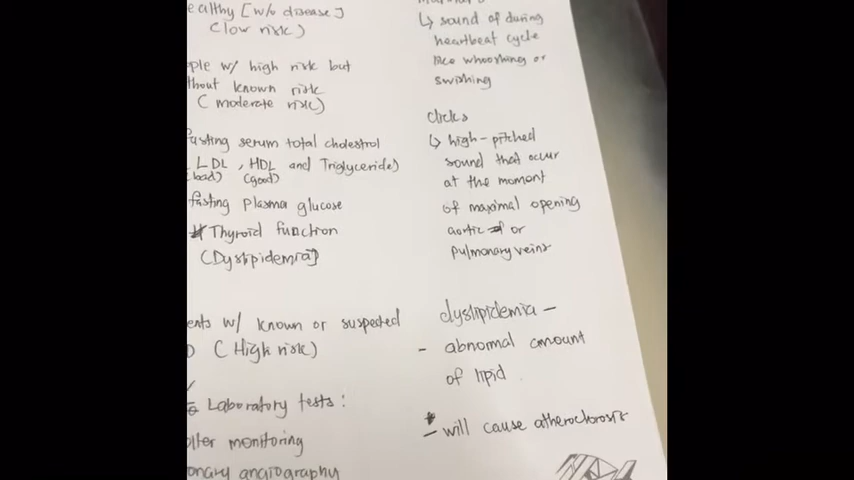 ealthy [w/o disease]
(low risk)
ple w/ high risk but
thout known risk
(moderate risk)
fasting serum total cholestrol
LDL, HDL and Triglyceride)
(bad) (good)
fasting Plasma glucose
Thyroid function
(Dyslipidemia)
ents w/ known or suspected
(High risk)
Laboratory tests:
lter monitoring
onary angiography
↳ sound of during
heartbeat cycle
like whooshing or
swishing
clicks
↳ high-pitched
sound that occur
at the moment
of maximal opening
aortic or
pulmonary veins
dyslipidemia -
- abnormal amount
of lipid
- will cause atheroclorosis